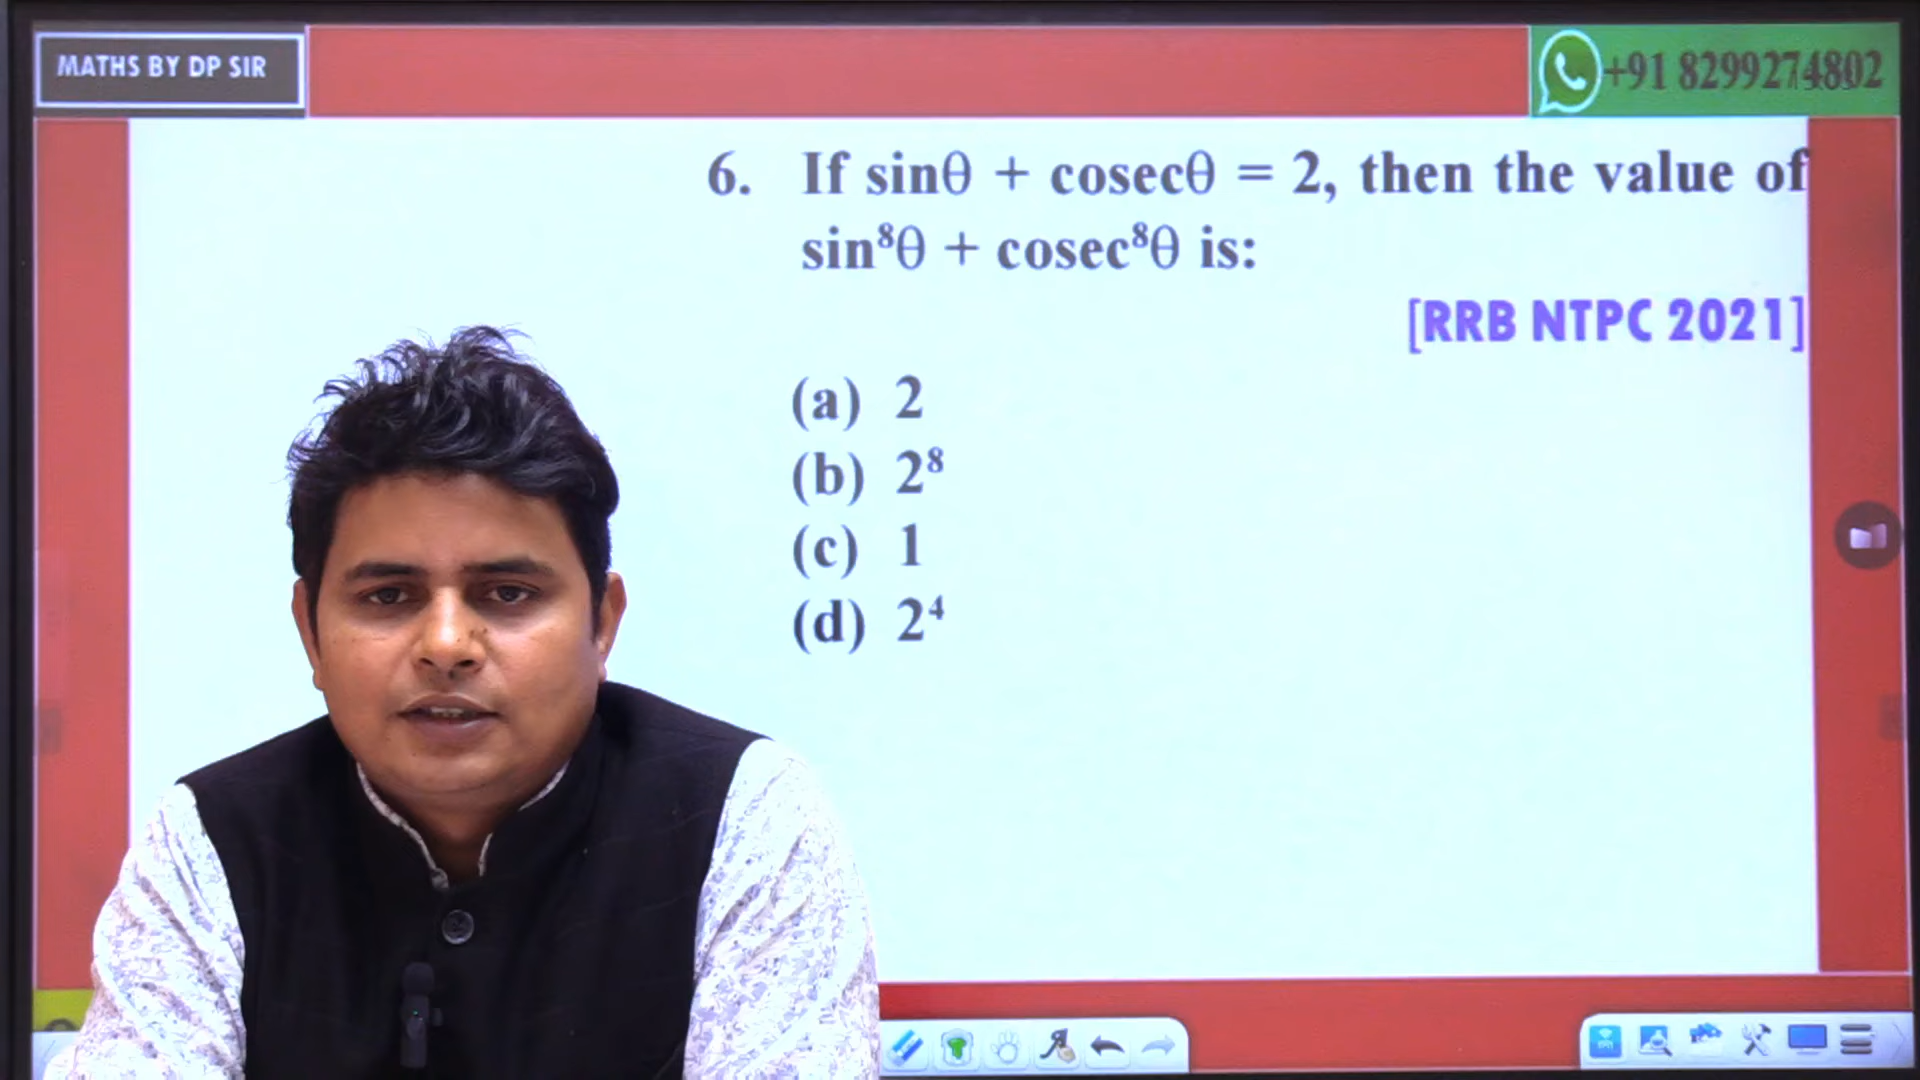 MATHS BY DP SIR
+91 8299274802
6. If sinθ + cosecθ = 2, then the value of
sin⁸θ + cosec⁸θ is:
[RRB NTPC 2021]
(a) 2
(b) 2⁸
(c) 1
(d) 2⁴